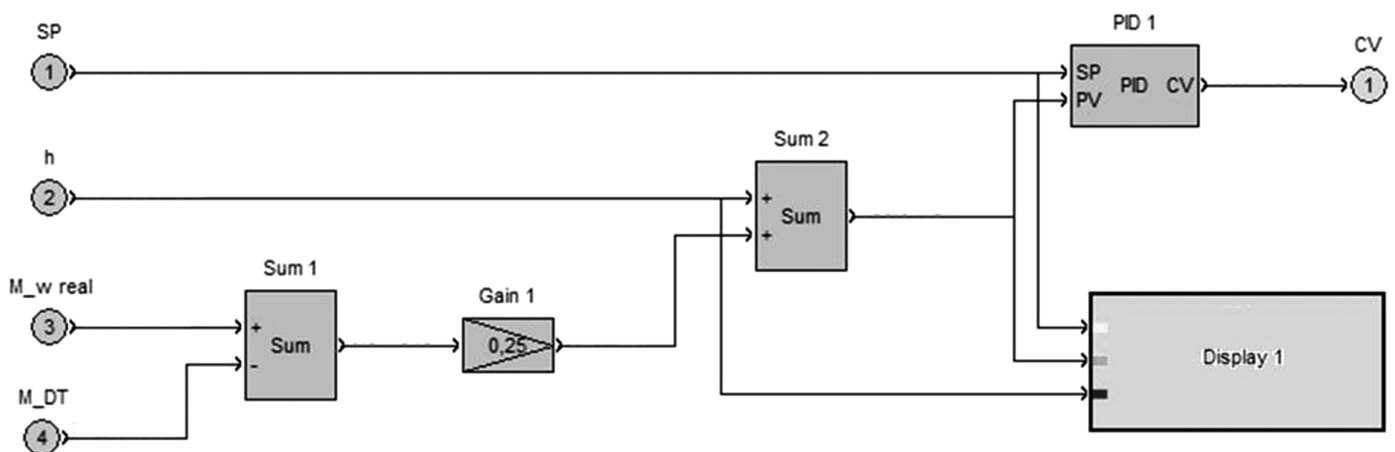 SP
1
PID 1
SP
PV
PID
CV
CV
1
h
2
Sum 2
+
Sum
+
M_w real
3
Sum 1
+
Sum
-
Gain 1
0,25
M_DT
4
Display 1